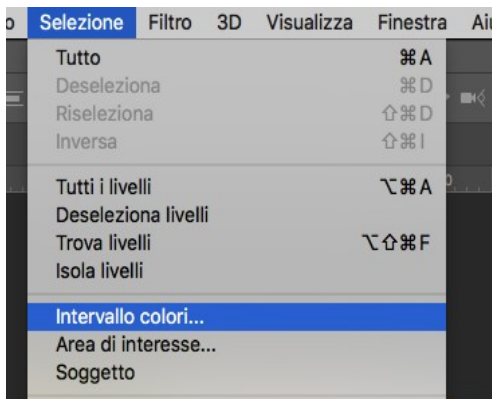 Selezione Filtro 3D Visualizza Finestra
Tutto ⌘A
Deseleziona ⌘D
Riseleziona ⇧⌘D
Inversa ⇧⌘I
Tutti i livelli ⌥⌘A
Deseleziona livelli
Trova livelli ⌥⇧⌘F
Isola livelli
Intervallo colori...
Area di interesse...
Soggetto